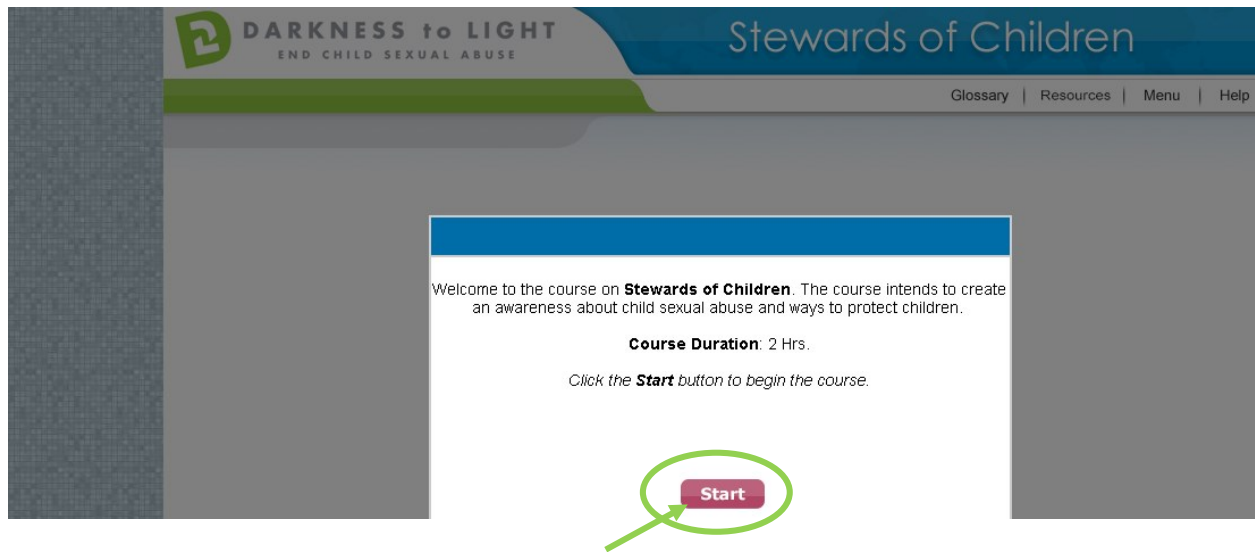 DARKNESS to LIGHT
END CHILD SEXUAL ABUSE
Stewards of Children
Glossary | Resources | Menu | Help
Welcome to the course on Stewards of Children. The course intends to create
an awareness about child sexual abuse and ways to protect children.
Course Duration: 2 Hrs.
Click the Start button to begin the course.
Start